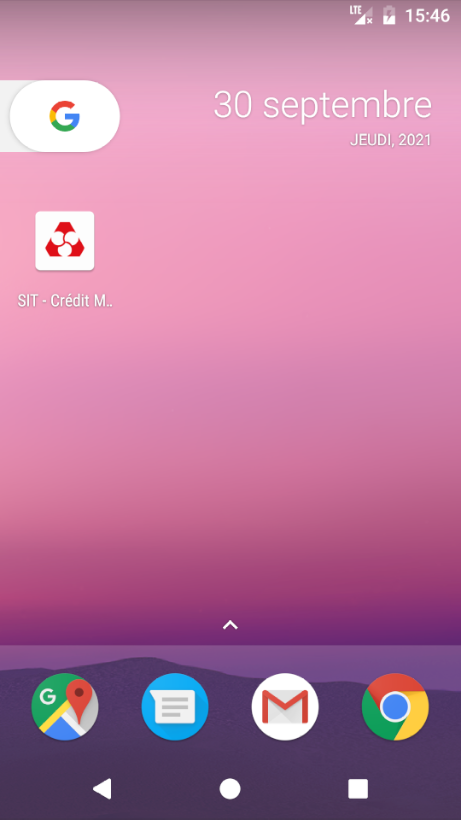 LTE
15:46
30 septembre
JEUDI, 2021
G
SIT - Crédit M..
G